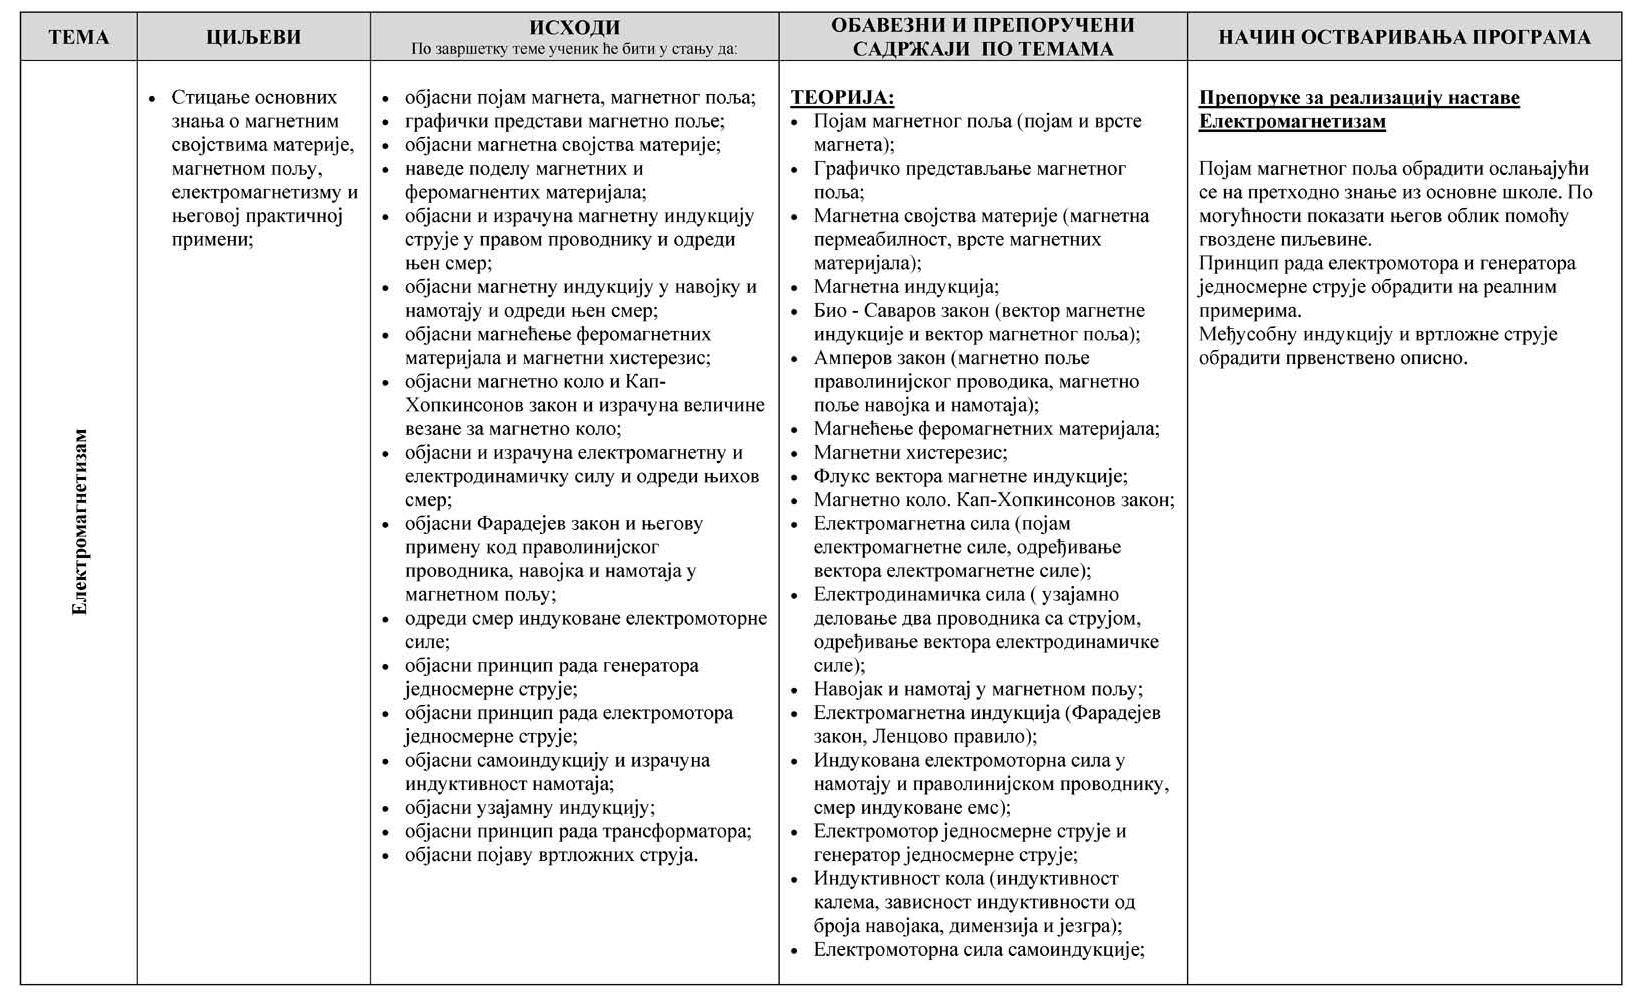 ТЕМА
ЦИЉЕВИ
ИСХОДИ
По завршетку теме ученик ће бити у стању да:
ОБАВЕЗНИ И ПРЕПОРУЧЕНИ
САДРЖАЈИ ПО ТЕМАМА
НАЧИН ОСТВАРИВАЊА ПРОГРАМА
Електромагнетизам
• Стицање основних
знања о магнетним
својствима материје,
магнетном пољу,
електромагнетизму и
његовој практичној
примени;
• објасни појам магнета, магнетног поља;
• графички представи магнетно поље;
• објасни магнетна својства материје;
• наведе поделу магнетних и
феромагнентих материјала;
• објасни и израчуна магнетну индукцију
струје у правом проводнику и одреди
њен смер;
• објасни магнетну индукцију у навојку и
намотају и одреди њен смер;
• објасни магнећење феромагнетних
материјала и магнетни хистерезис;
• објасни магнетно коло и Кап-
Хопкинсонов закон и израчуна величине
везане за магнетно коло;
• објасни и израчуна електромагнетну и
електродинамичку силу и одреди њихов
смер;
• објасни Фарадејев закон и његову
примену код праволинијског
проводника, навојка и намотаја у
магнетном пољу;
• одреди смер индуковане електромоторне
силе;
• објасни принцип рада генератора
једносмерне струје;
• објасни принцип рада електромотора
једносмерне струје;
• објасни самоиндукцију и израчуна
индуктивност намотаја;
• објасни узајамну индукцију;
• објасни принцип рада трансформатора;
• објасни појаву вртложних струја.
ТЕОРИЈА:
• Појам магнетног поља (појам и врсте
магнета);
• Графичко представљање магнетног
поља;
• Магнетна својства материје (магнетна
пермеабилност, врсте магнетних
материјала);
• Магнетна индукција;
• Био - Саваров закон (вектор магнетне
индукције и вектор магнетног поља);
• Амперов закон (магнетно поље
праволинијског проводика, магнетно
поље навојка и намотаја);
• Магнећење феромагнетних материјала;
• Магнетни хистерезис;
• Флукс вектора магнетне индукције;
• Магнетно коло. Кап-Хопкинсонов закон;
• Електромагнетна сила (појам
електромагнетне силе, одређивање
вектора електромагнетне силе);
• Електродинамичка сила ( узајамно
деловање два проводника са струјом,
одређивање вектора електродинамичке
силе);
• Навојак и намотај у магнетном пољу;
• Електромагнетна индукција (Фарадејев
закон, Ленцово правило);
• Индукована електромоторна сила у
намотају и праволинијском проводнику,
смер индуковане емс);
• Електромотор једносмерне струје и
генератор једносмерне струје;
• Индуктивност кола (индуктивност
калема, зависност индуктивности од
броја навојака, димензија и језгра);
• Електромоторна сила самоиндукције;
Препоруке за реализацију наставе
Електромагнетизам
Појам магнетног поља обрадити ослањајући
се на претходно знање из основне школе. По
могућности показати његов облик помоћу
гвоздене пиљевине.
Принцип рада електромотора и генератора
једносмерне струје обрадити на реалним
примерима.
Међусобну индукцију и вртложне струје
обрадити првенствено описно.